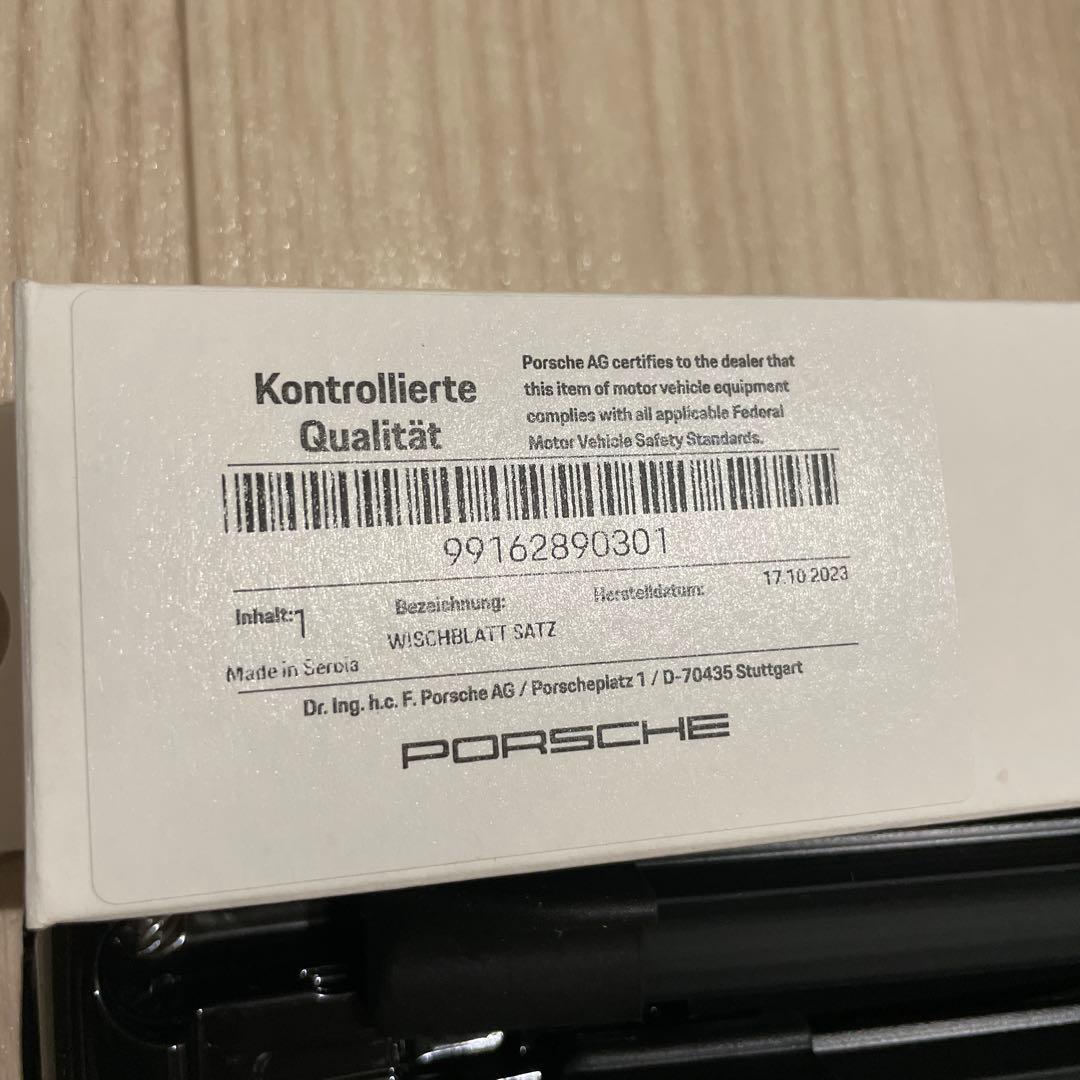 Kontrollierte
Qualität
Porsche AG certifies to the dealer that
this item of motor vehicle equipment
complies with all applicable Federal
Motor Vehicle Safety Standards.
99162890301
Inhalt: 1
Bezeichnung:
Herstelldatum:
17.10.2023
WISCHBLATT SATZ
Made in Serbia
Dr. Ing. h.c. F. Porsche AG / Porscheplatz 1 / D-70435 Stuttgart
PORSCHE